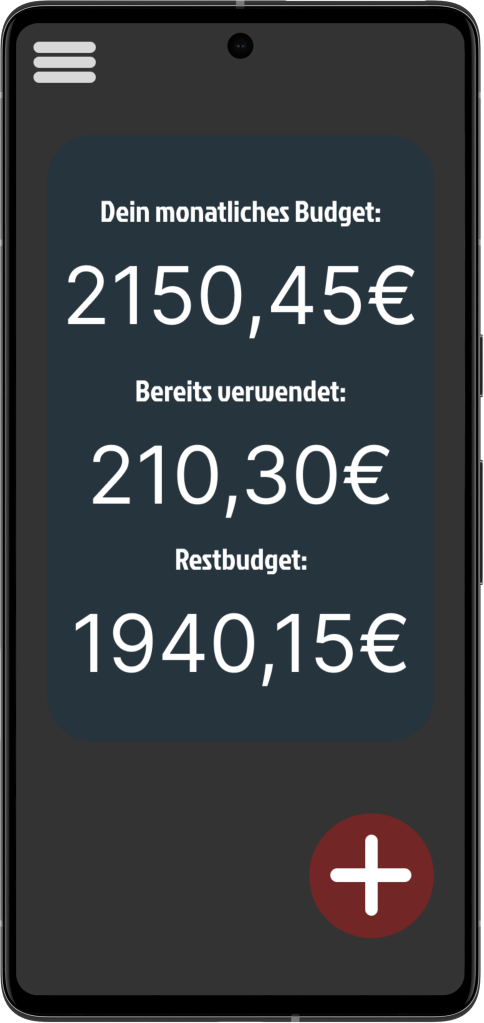 Dein monatliches Budget:
2150,45€
Bereits verwendet:
210,30€
Restbudget:
1940,15€